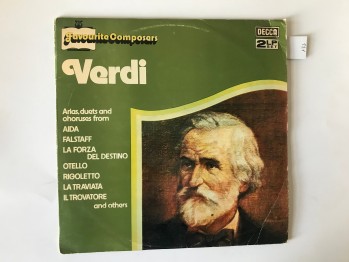 Favourite Composers
DECCA
2LP
Verdi
Arias, duets and
choruses from
AIDA
FALSTAFF
LA FORZA
DEL DESTINO
OTELLO
RIGOLETTO
LA TRAVIATA
IL TROVATORE
and others